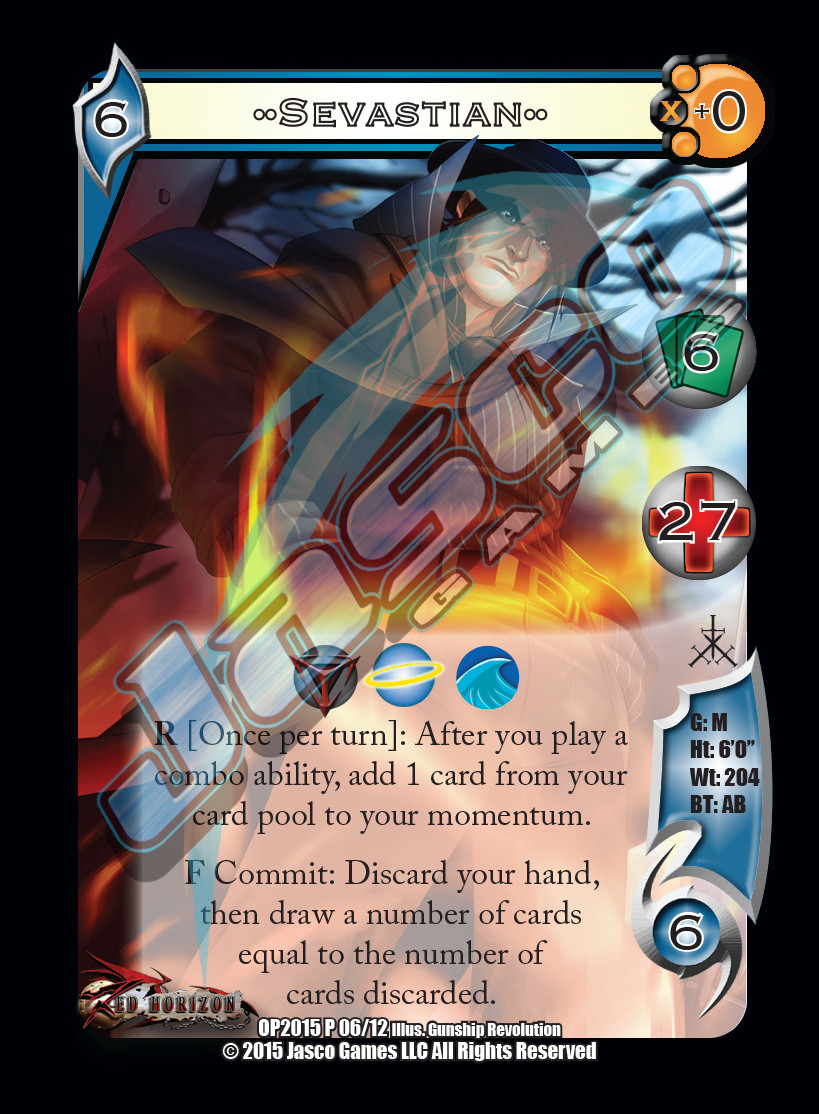 6
••Sevastian••
X +0
6
27
R [Once per turn]: After you play a
combo ability, add 1 card from your
card pool to your momentum.
F Commit: Discard your hand,
then draw a number of cards
equal to the number of
cards discarded.
G: M
Ht: 6'0"
Wt: 204
BT: AB
6
Jasco
Games
Red Horizon
OP2015 P 06/12 Illus. Gunship Revolution
© 2015 Jasco Games LLC All Rights Reserved